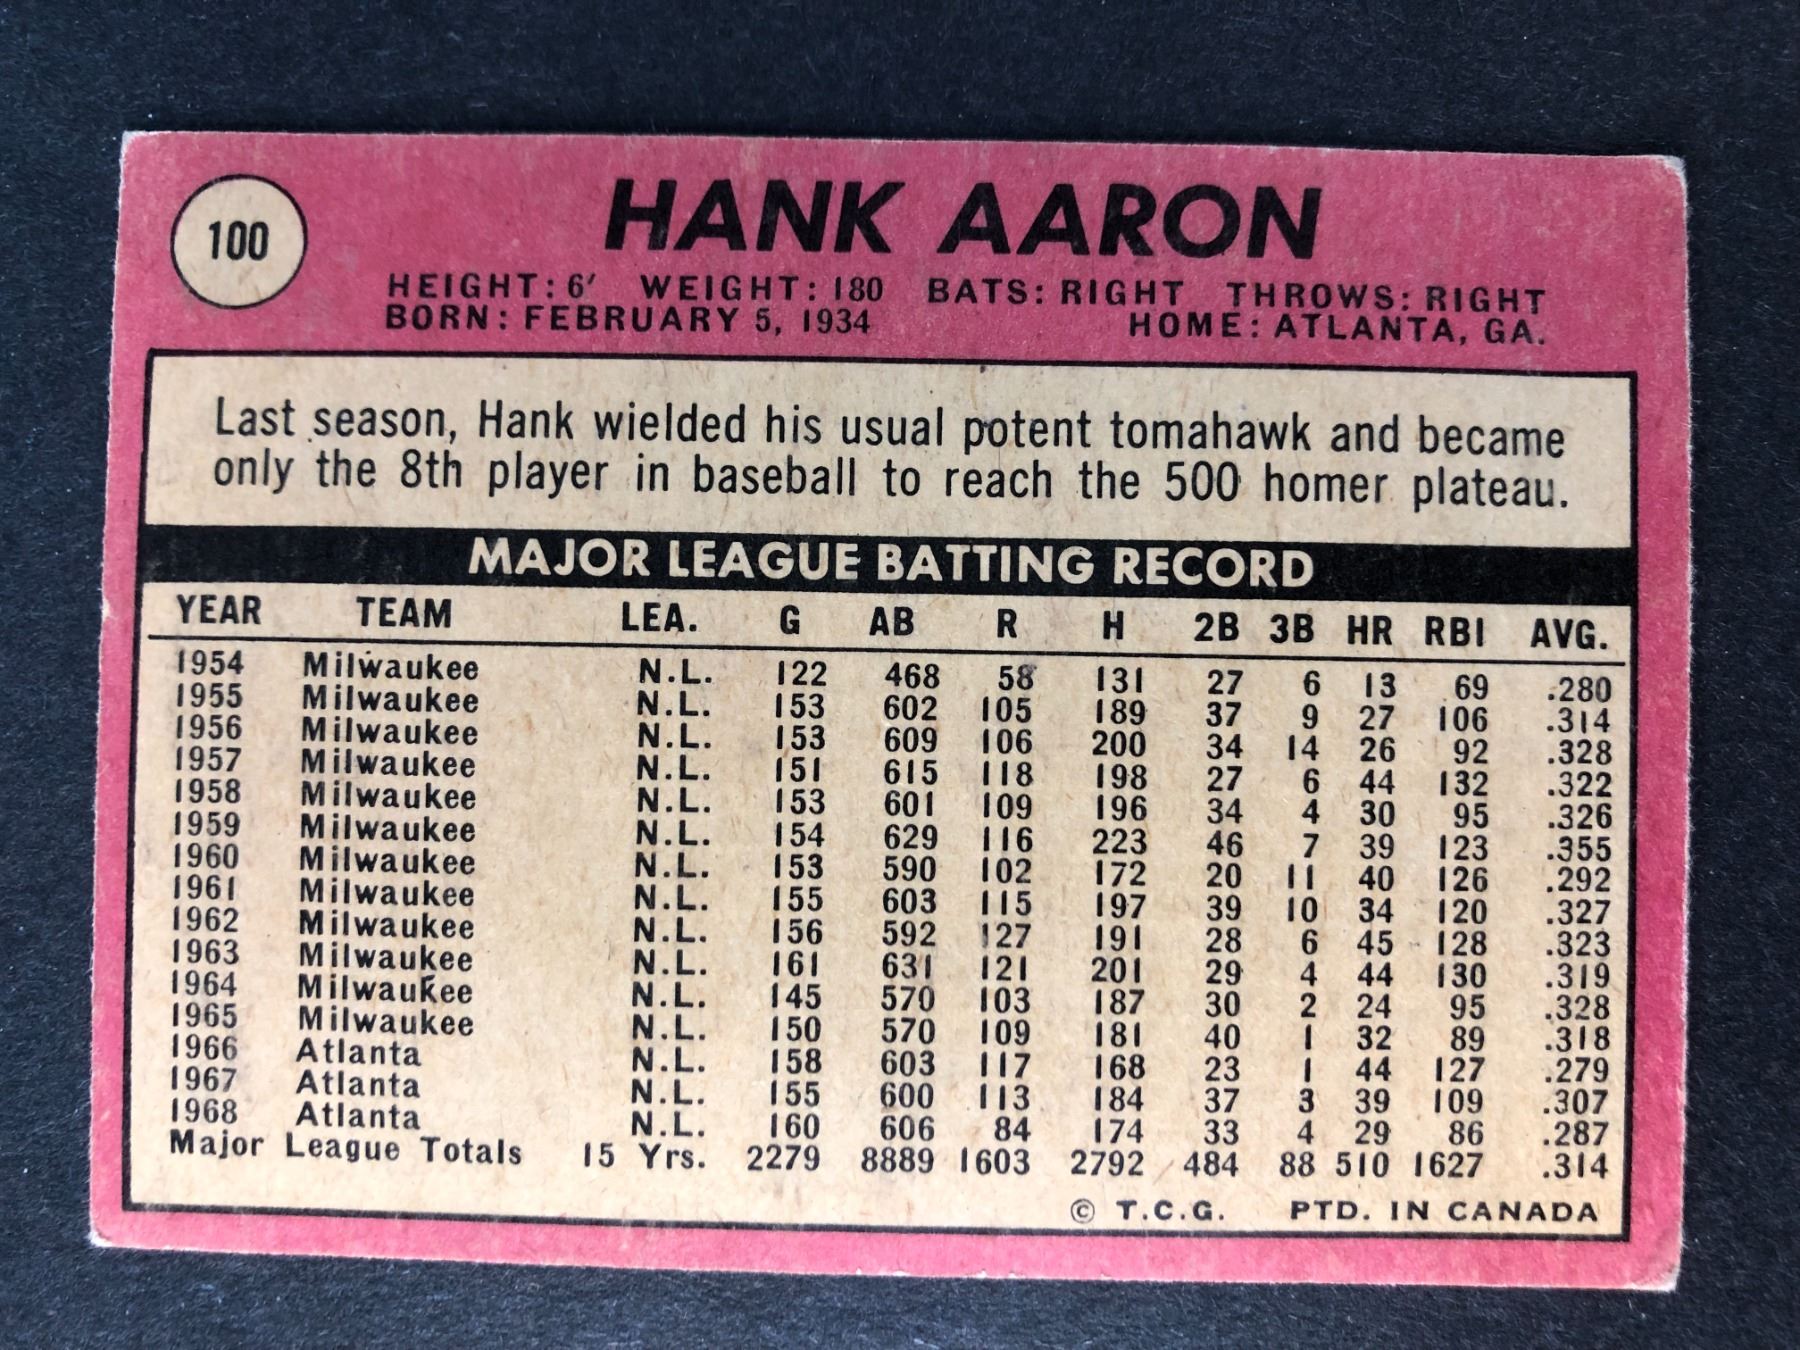 100
HANK AARON
HEIGHT: 6' WEIGHT: 180 BATS: RIGHT THROWS: RIGHT
BORN: FEBRUARY 5, 1934 HOME: ATLANTA, GA.
Last season, Hank wielded his usual potent tomahawk and became
only the 8th player in baseball to reach the 500 homer plateau.
MAJOR LEAGUE BATTING RECORD
YEAR TEAM LEA. G AB R H 2B 3B HR RBI AVG.
1954 Milwaukee N.L. 122 468 58 131 27 6 13 69 .280
1955 Milwaukee N.L. 153 602 105 189 37 9 27 106 .314
1956 Milwaukee N.L. 153 609 106 200 34 14 26 92 .328
1957 Milwaukee N.L. 151 615 118 198 27 6 44 132 .322
1958 Milwaukee N.L. 153 601 109 196 34 4 30 95 .326
1959 Milwaukee N.L. 154 629 116 223 46 7 39 123 .355
1960 Milwaukee N.L. 153 590 102 172 20 11 40 126 .292
1961 Milwaukee N.L. 155 603 115 197 39 10 34 120 .327
1962 Milwaukee N.L. 156 592 127 191 28 6 45 128 .323
1963 Milwaukee N.L. 161 631 121 201 29 4 44 130 .319
1964 Milwaukee N.L. 145 570 103 187 30 2 24 95 .328
1965 Milwaukee N.L. 150 570 109 181 40 1 32 89 .318
1966 Atlanta N.L. 158 603 117 168 23 1 44 127 .279
1967 Atlanta N.L. 155 600 113 184 37 3 39 109 .307
1968 Atlanta N.L. 160 606 84 174 33 4 29 86 .287
Major League Totals 15 Yrs. 2279 8889 1603 2792 484 88 510 1627 .314
© T.C.G. PTD. IN CANADA